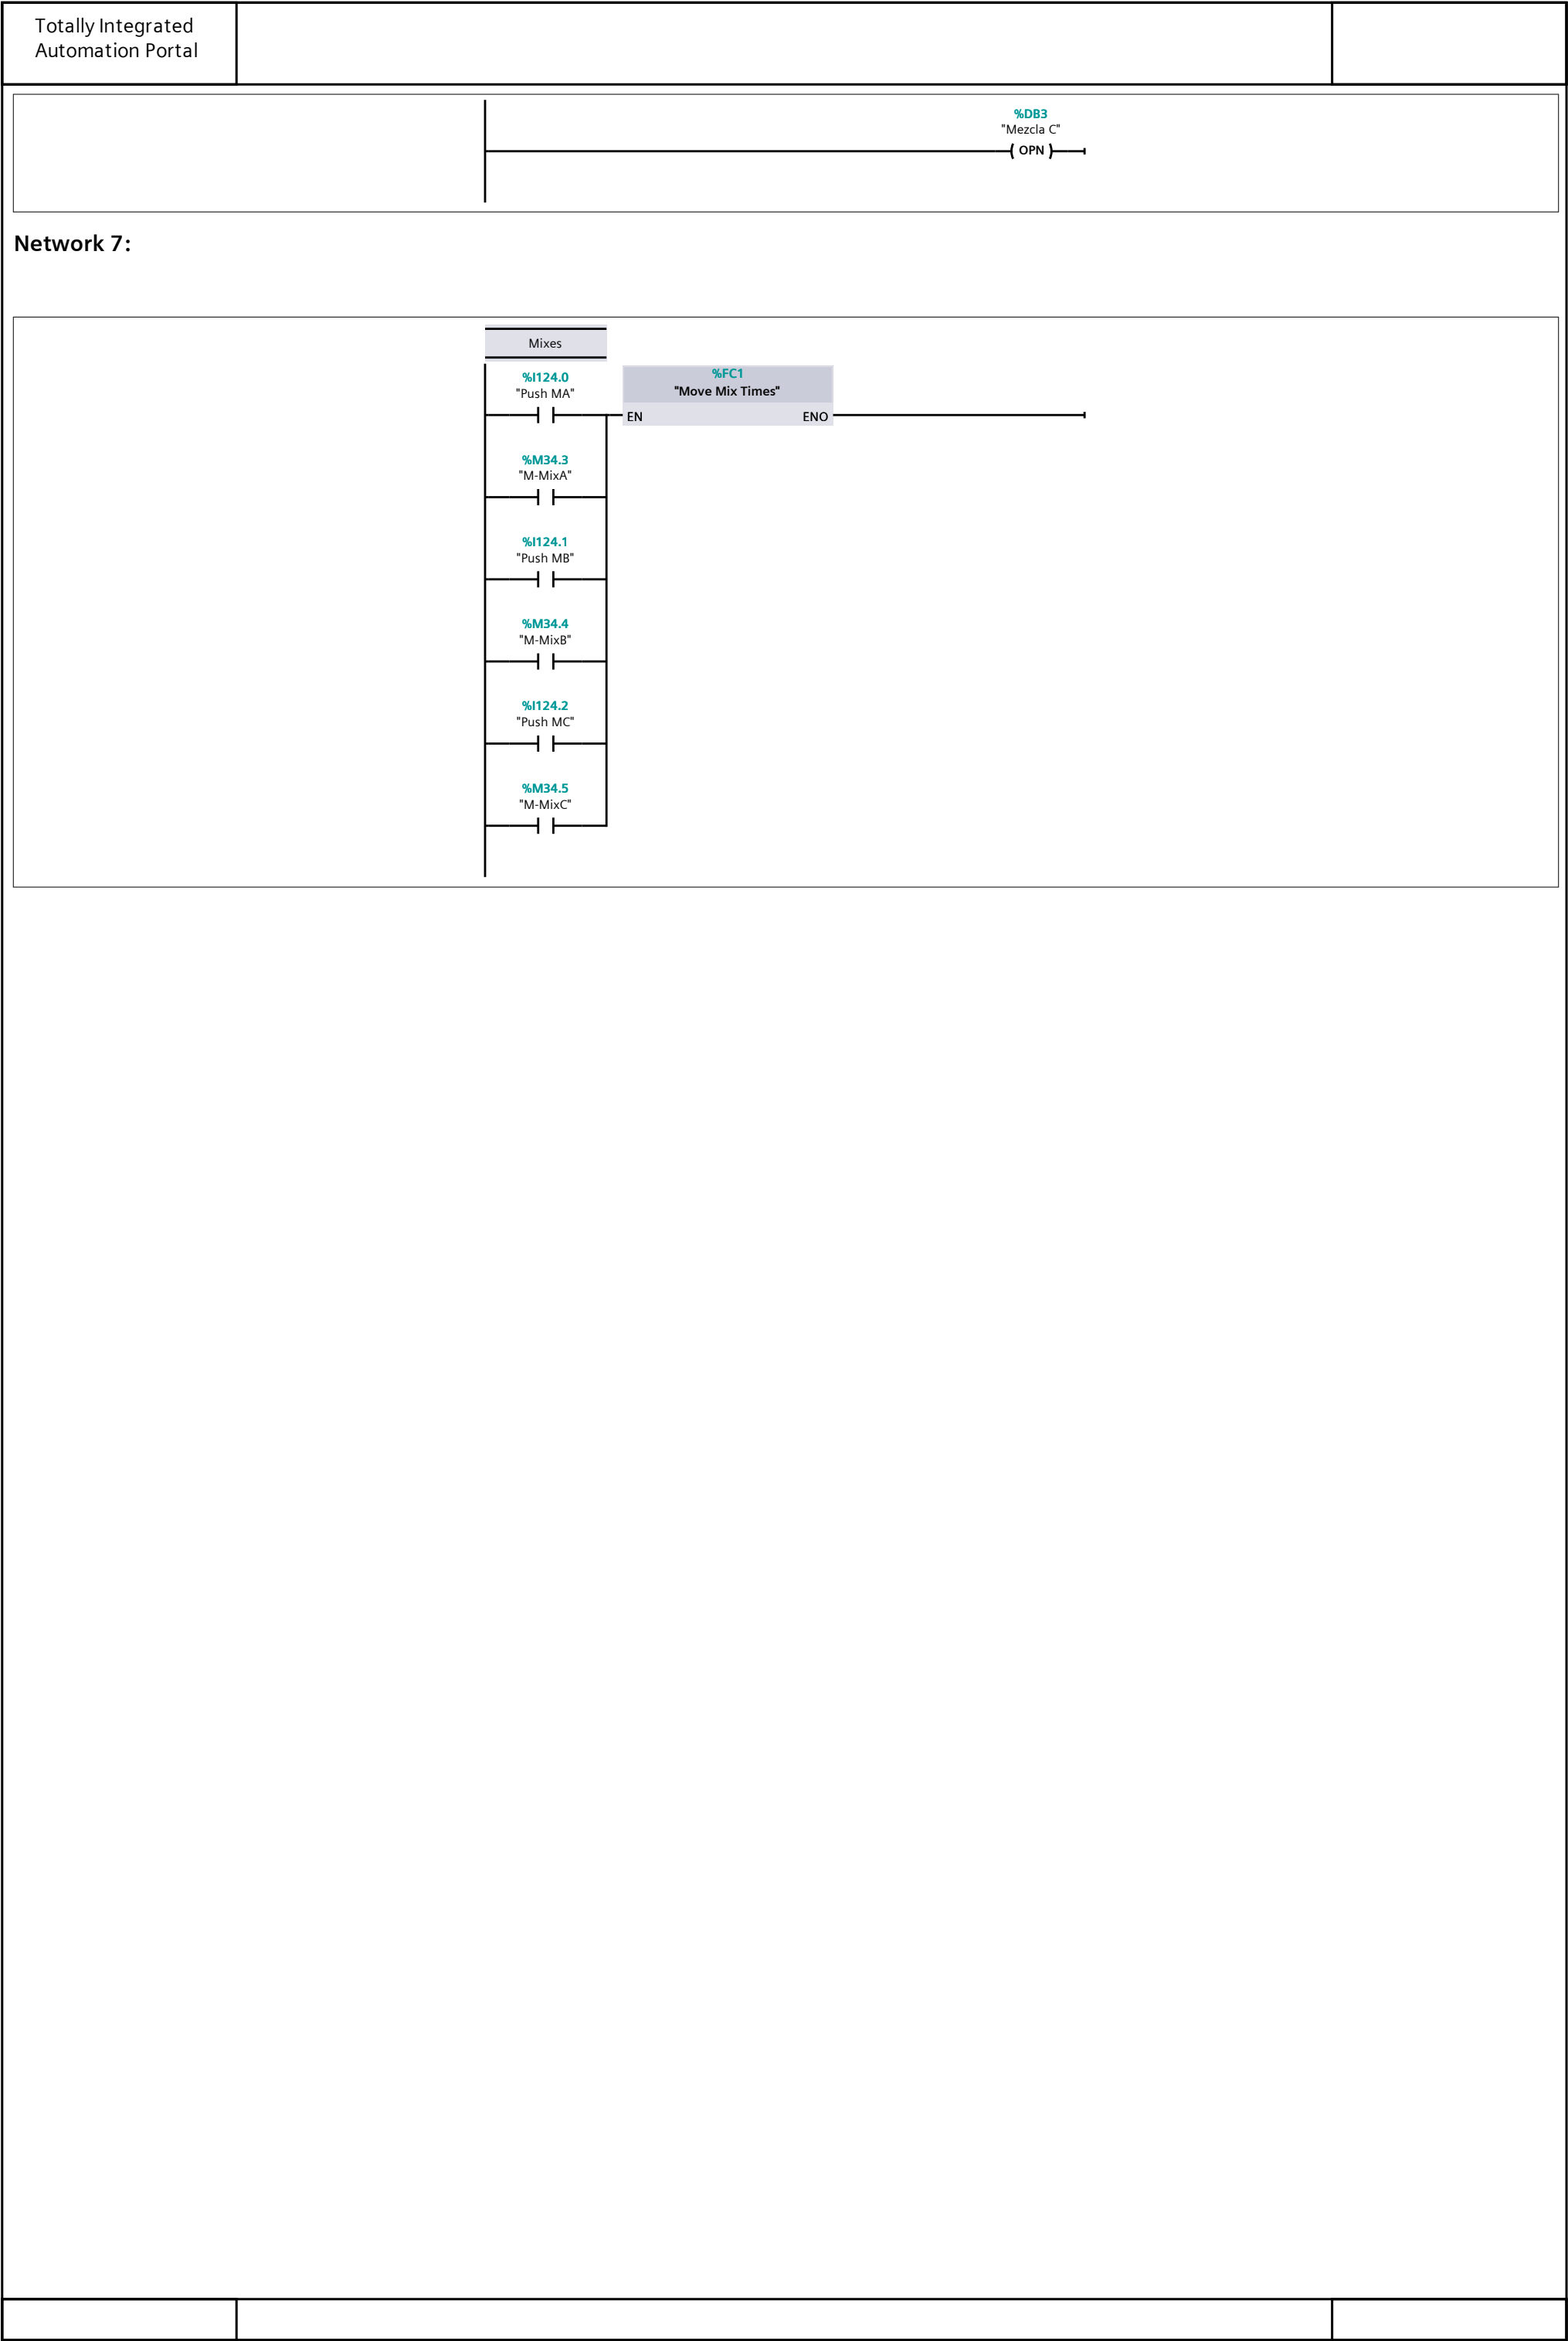 Totally Integrated
Automation Portal
%DB3
"Mezcla C"
OPN
Network 7:
Mixes
%I124.0
"Push MA"
%FC1
"Move Mix Times"
EN
ENO
%M34.3
"M-MixA"
%I124.1
"Push MB"
%M34.4
"M-MixB"
%I124.2
"Push MC"
%M34.5
"M-MixC"